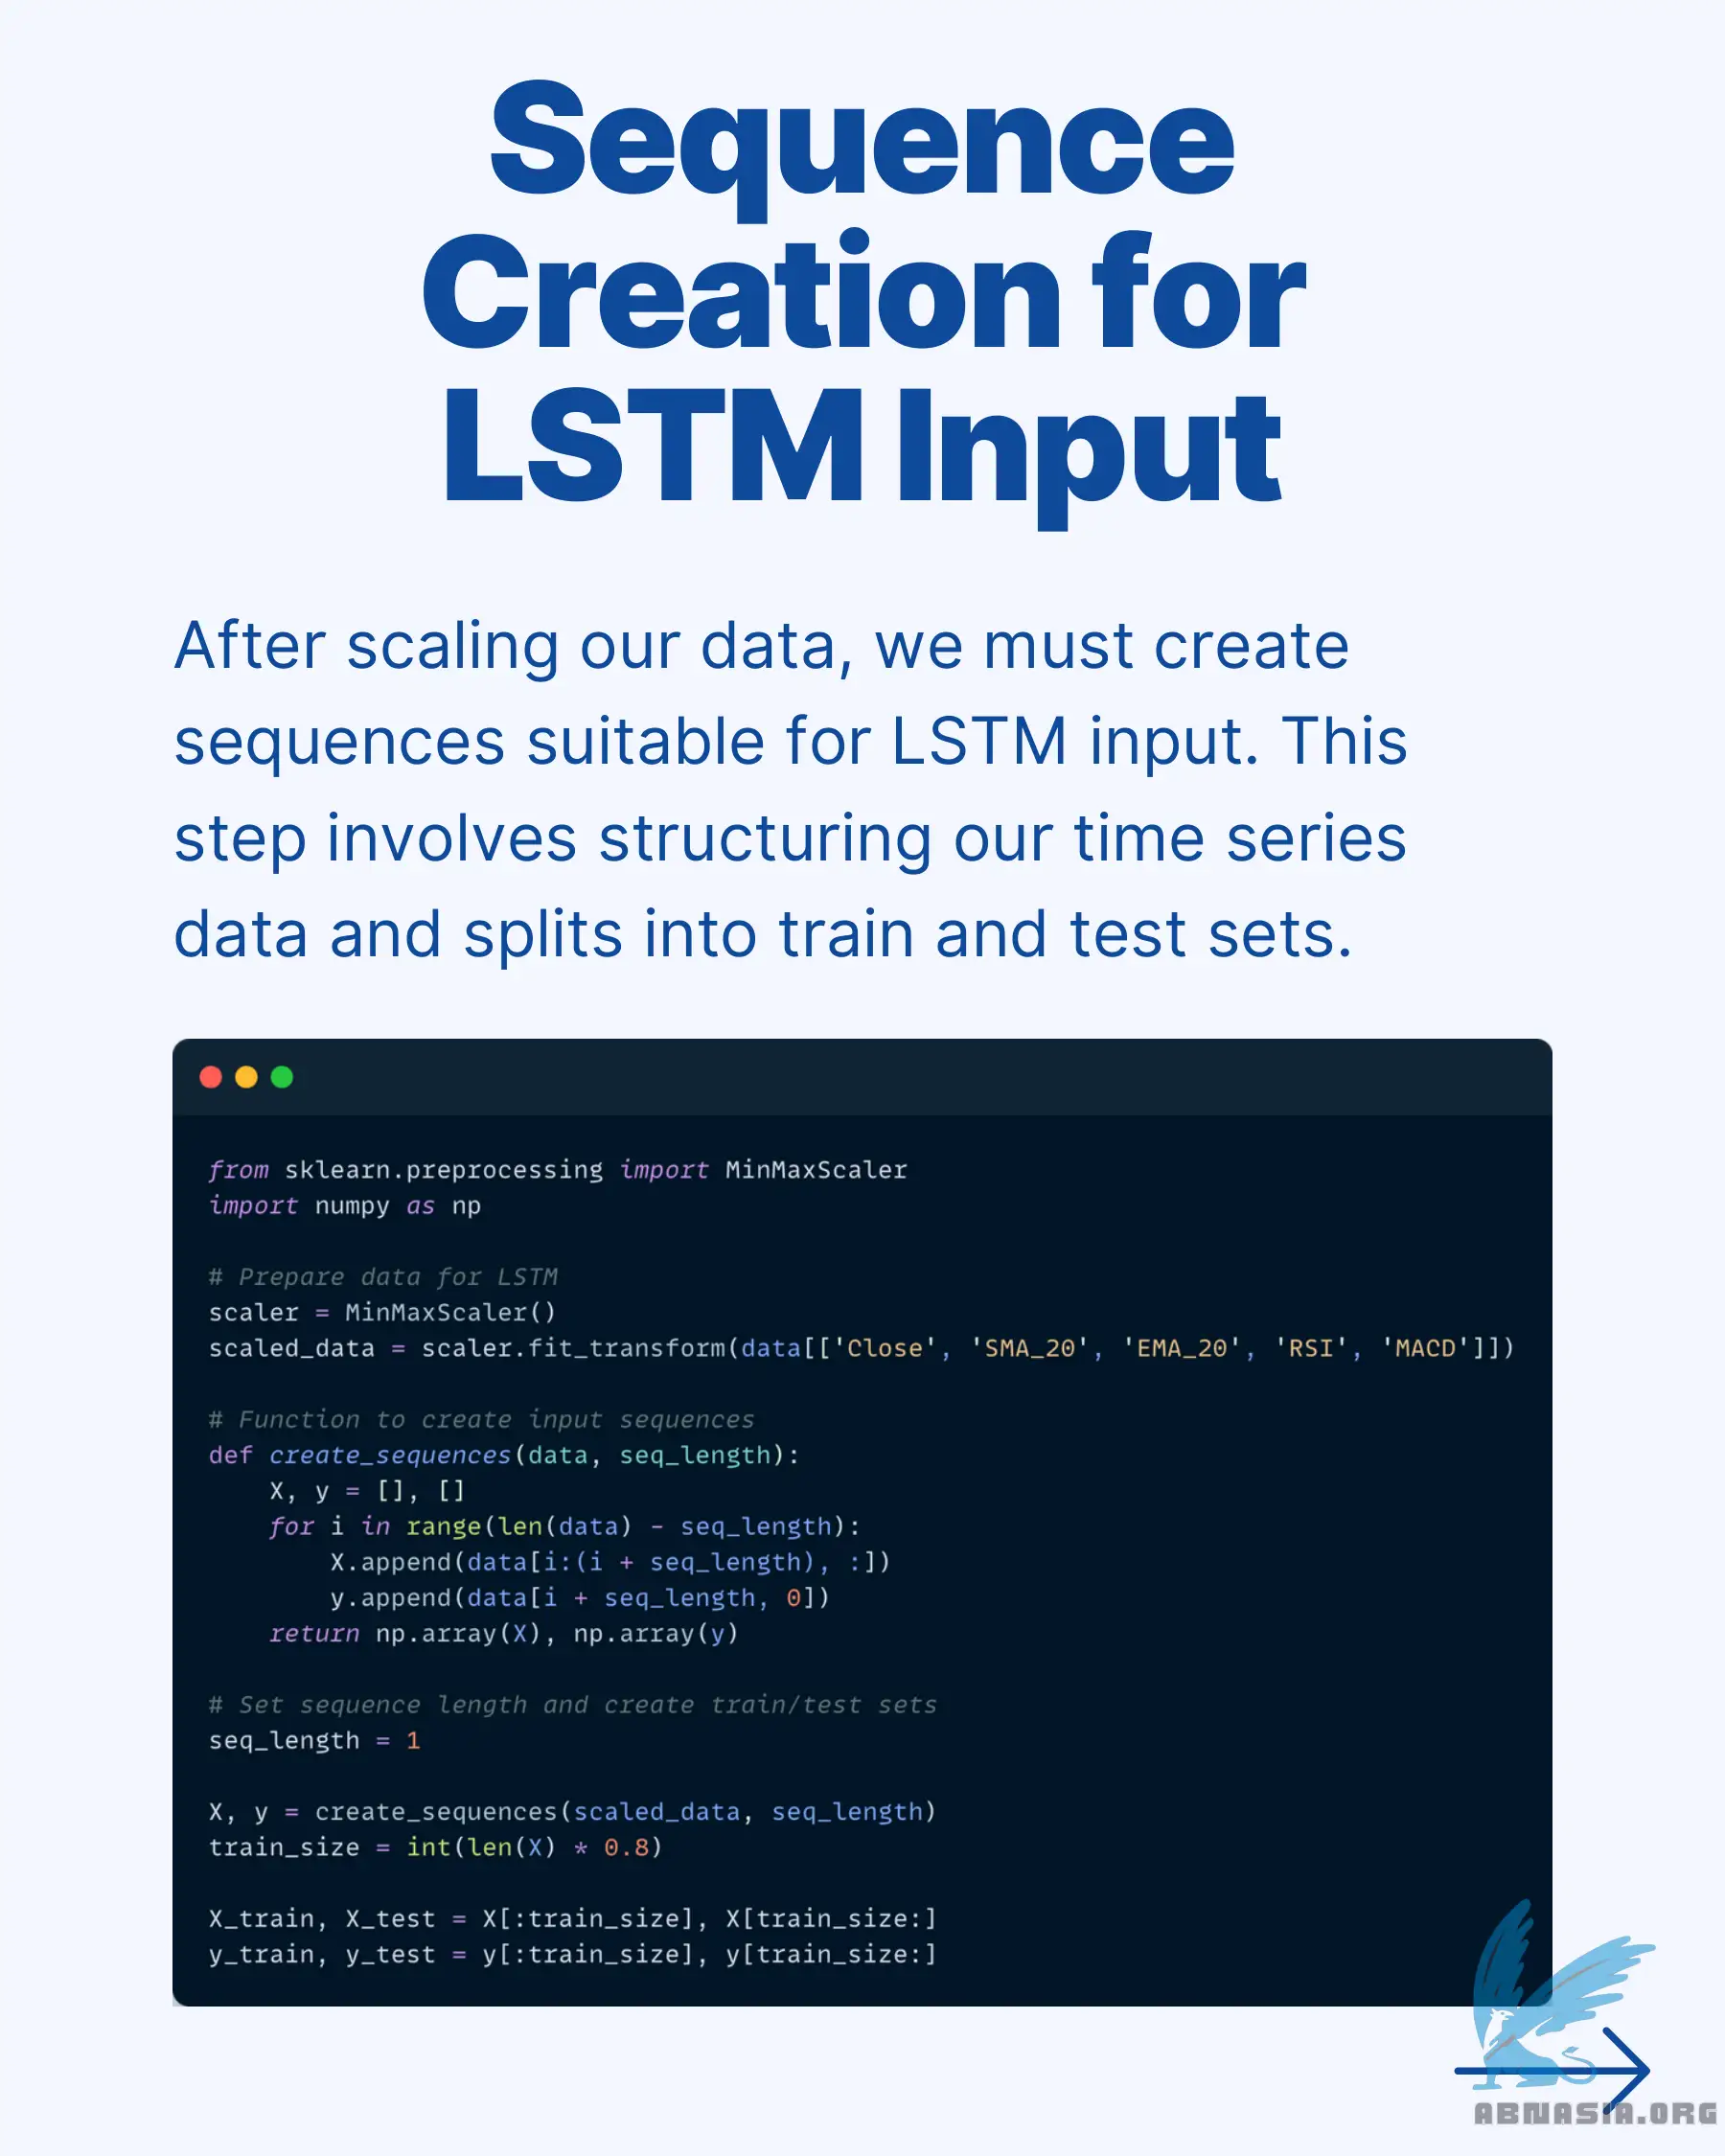 Sequence
Creation for
LSTM Input
After scaling our data, we must create
sequences suitable for LSTM input. This
step involves structuring our time series
data and splits into train and test sets.
from sklearn.preprocessing import MinMaxScaler
import numpy as np
# Prepare data for LSTM
scaler = MinMaxScaler()
scaled_data = scaler.fit_transform(data[['Close', 'SMA_20', 'EMA_20', 'RSI', 'MACD']])
# Function to create input sequences
def create_sequences(data, seq_length):
    X, y = [], []
    for i in range(len(data) - seq_length):
        X.append(data[i:(i + seq_length), :])
        y.append(data[i + seq_length, 0])
    return np.array(X), np.array(y)
# Set sequence length and create train/test sets
seq_length = 1
X, y = create_sequences(scaled_data, seq_length)
train_size = int(len(X) * 0.8)
X_train, X_test = X[:train_size], X[train_size:]
y_train, y_test = y[:train_size], y[train_size:]
ABNASIA.ORG